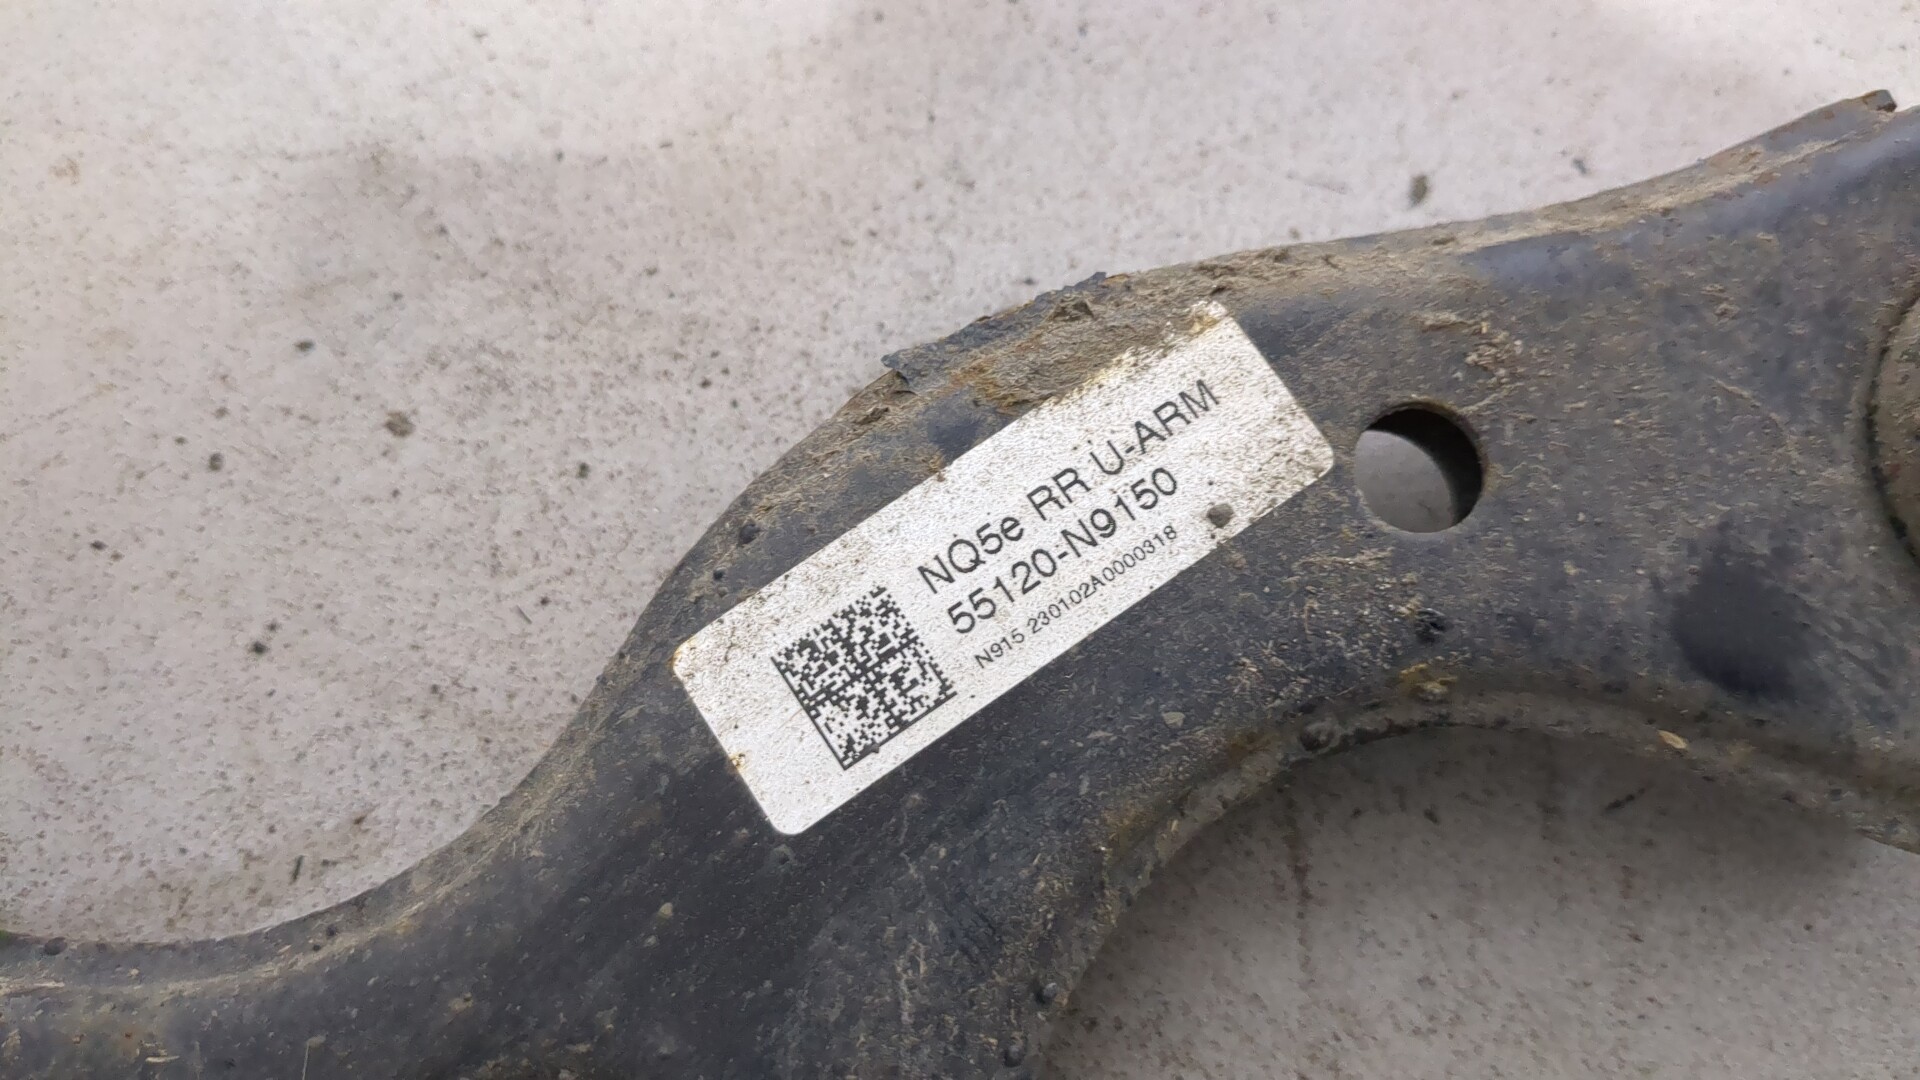 NQ5e RR U-ARM
55120-N9150
N915 230102A0000318